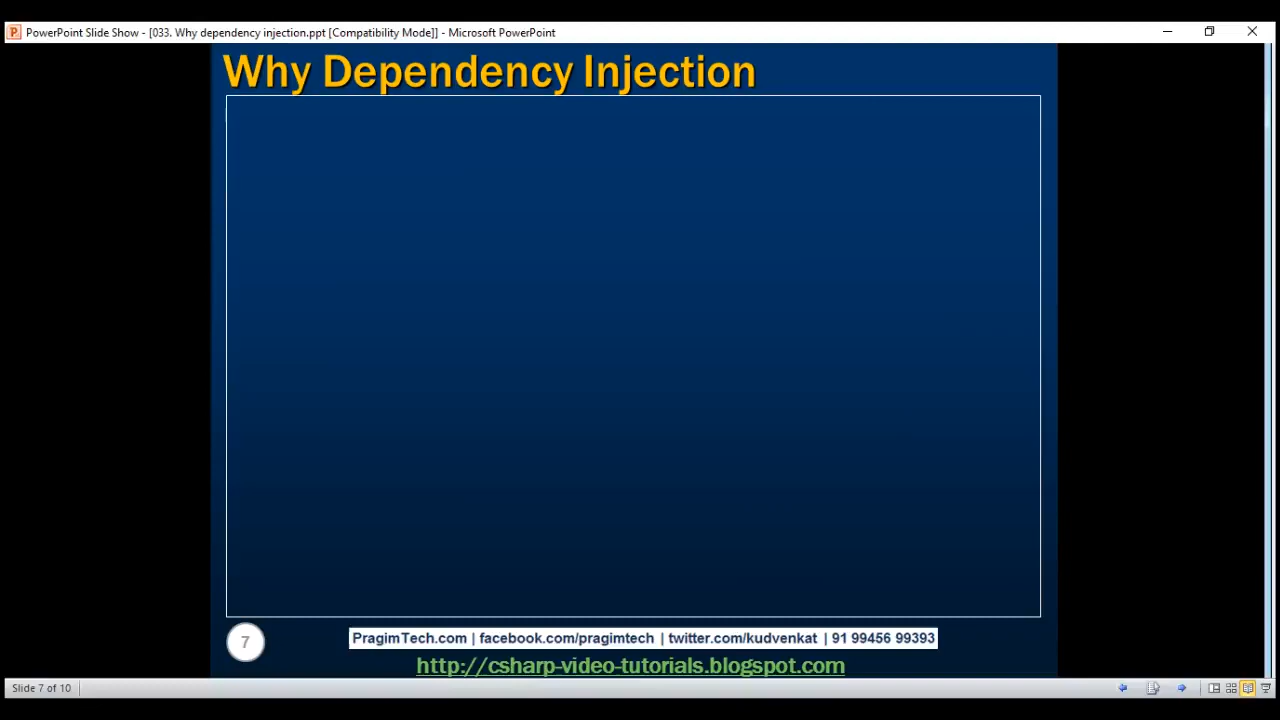 PowerPoint Slide Show - [033. Why dependency injection.ppt [Compatibility Mode]] - Microsoft PowerPoint
Why Dependency Injection
7
PragimTech.com | facebook.com/pragimtech | twitter.com/kudvenkat | 91 99456 99393
http://csharp-video-tutorials.blogspot.com
Slide 7 of 10